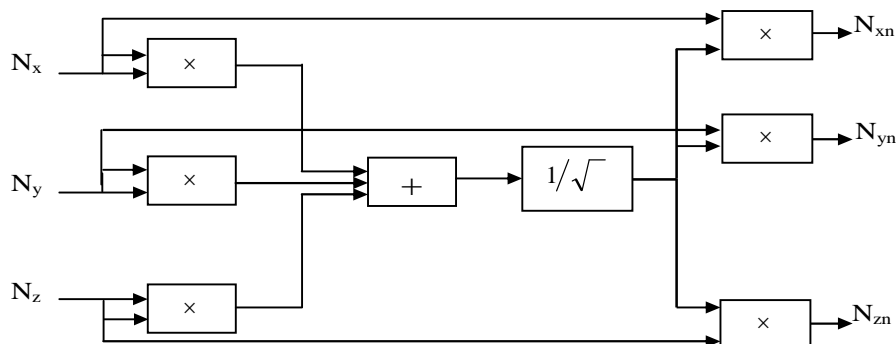 N_x × × N_xn
N_y × + 1/√ × N_yn
N_z × × N_zn